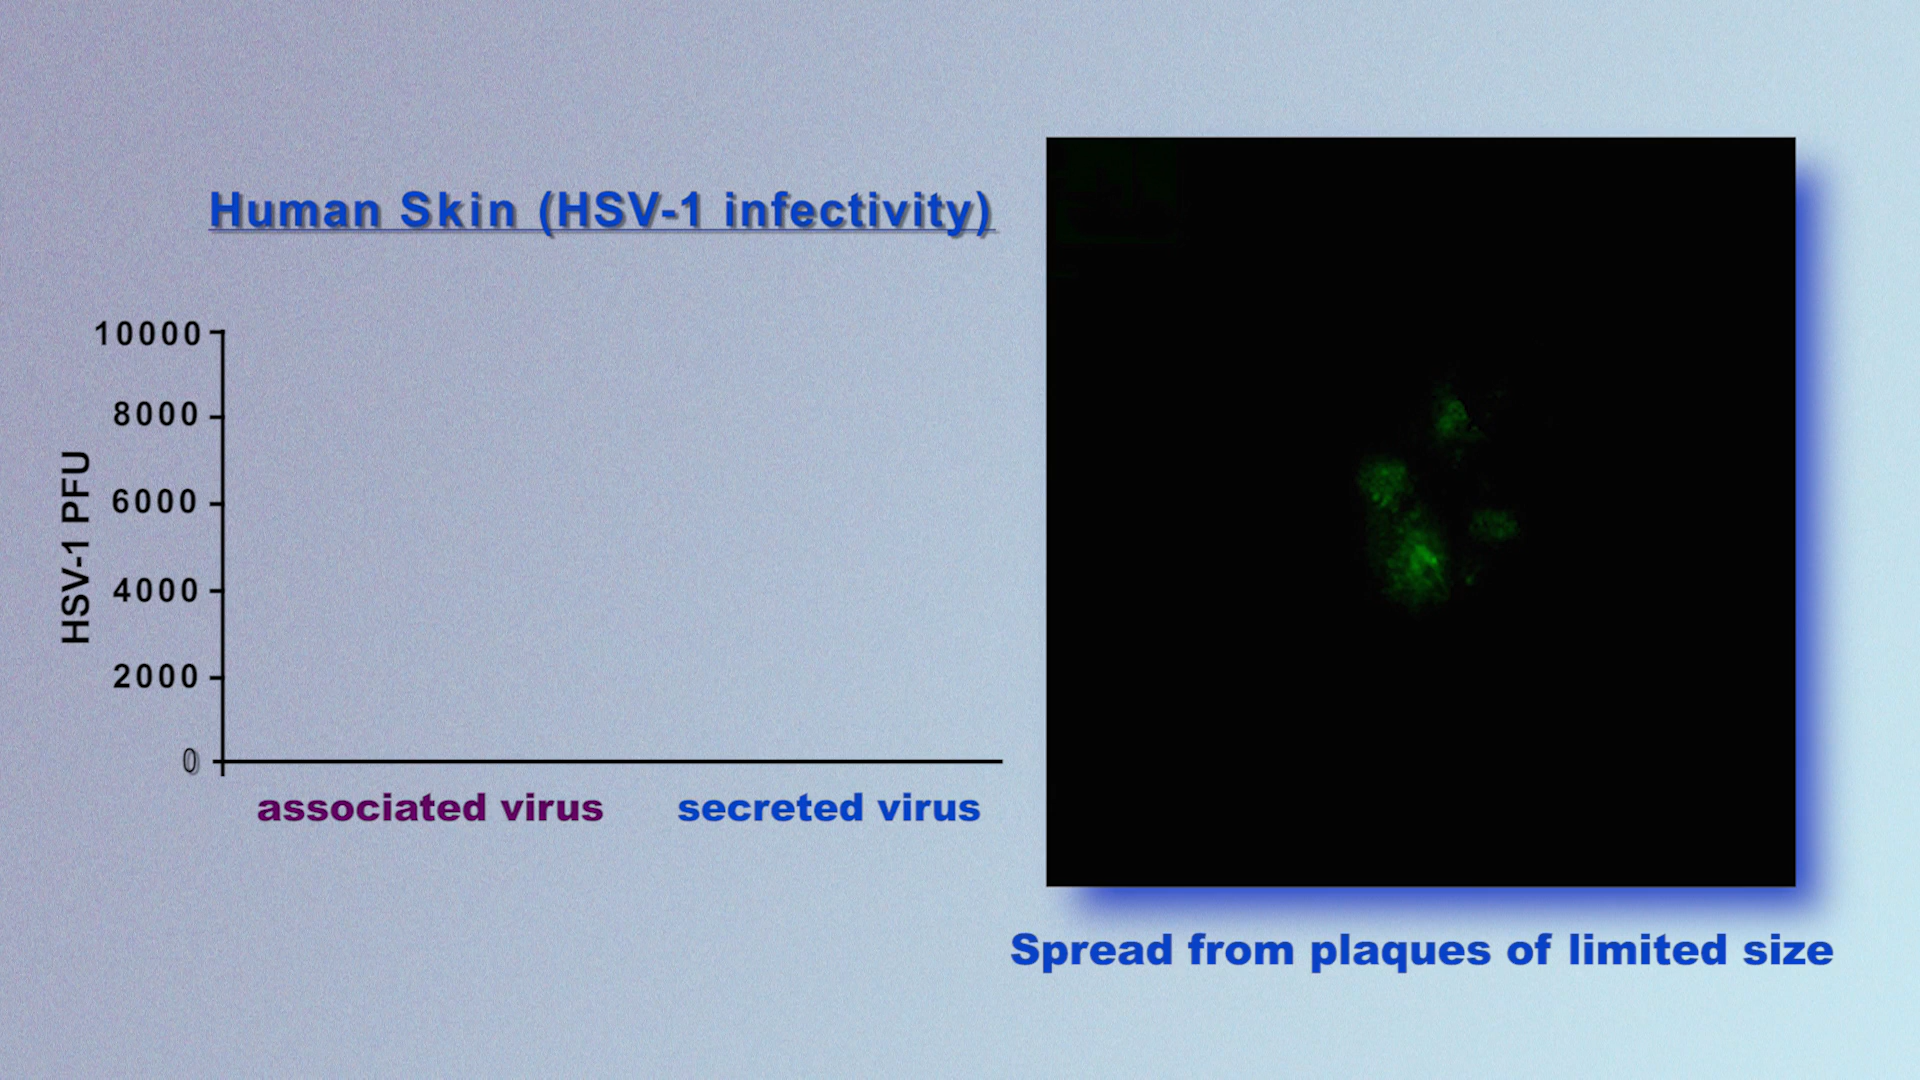 Human Skin (HSV-1 infectivity)
10000
8000
6000
4000
2000
0
HSV-1 PFU
associated virus
secreted virus
Spread from plaques of limited size